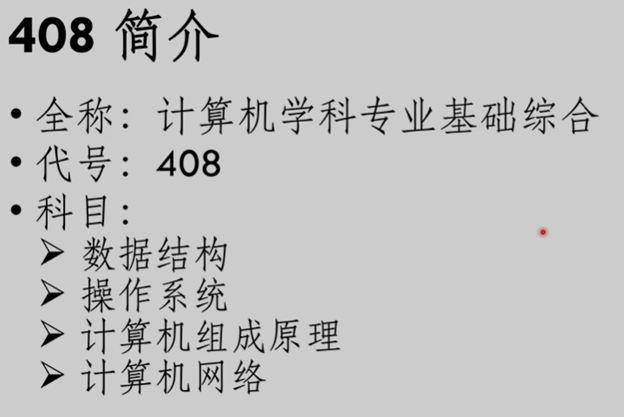 408 简介
• 全称：计算机学科专业基础综合
• 代号：408
• 科目：
➢ 数据结构
➢ 操作系统
➢ 计算机组成原理
➢ 计算机网络